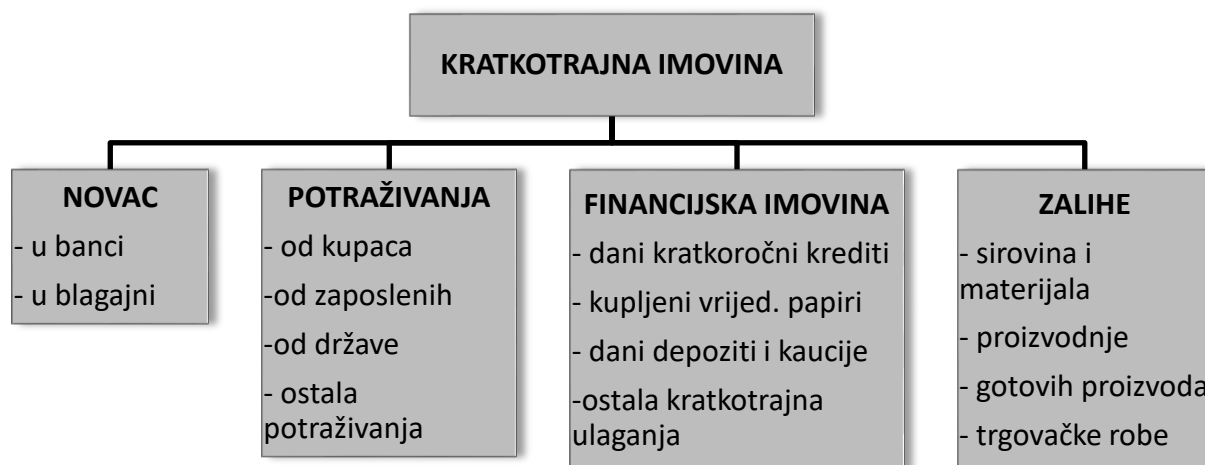 KRATKOTRAJNA IMOVINA
NOVAC
- u banci
- u blagajni
POTRAŽIVANJA
- od kupaca
-od zaposlenih
-od države
- ostala
potraživanja
FINANCIJSKA IMOVINA
- dani kratkoročni krediti
- kupljeni vrijed. papiri
- dani depoziti i kaucije
-ostala kratkotrajna
ulaganja
ZALIHE
- sirovina i
materijala
- proizvodnje
- gotovih proizvoda
- trgovačke robe